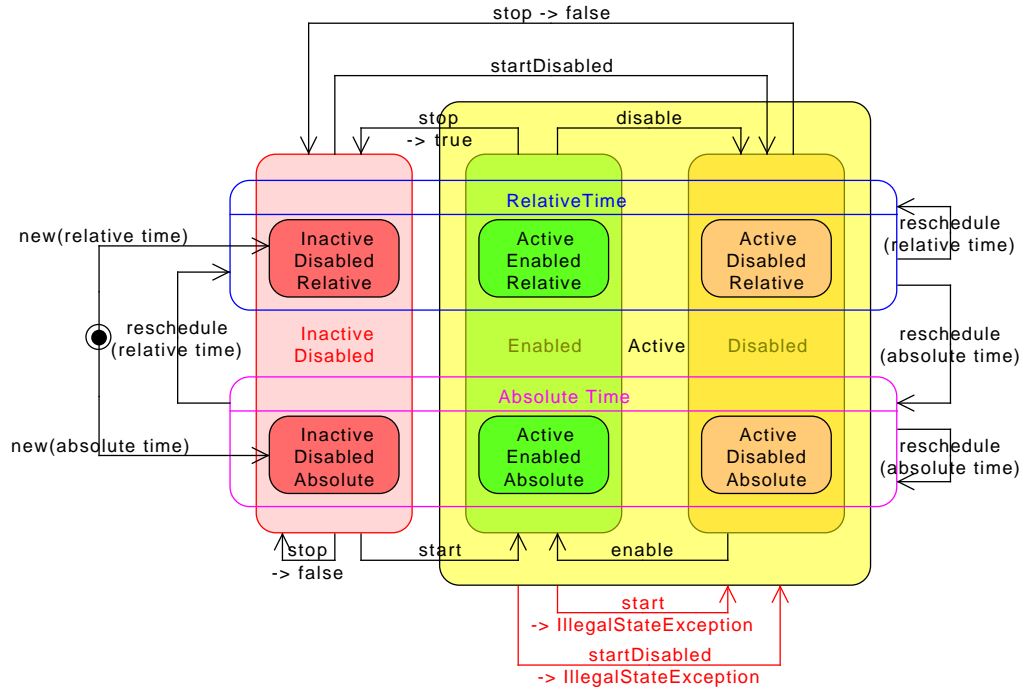 stop -> false
startDisabled
stop
-> true
disable
RelativeTime
new(relative time)
Inactive
Disabled
Relative
Active
Enabled
Relative
Active
Disabled
Relative
reschedule
(relative time)
reschedule
(relative time)
Inactive
Disabled
Enabled
Active
Disabled
reschedule
(absolute time)
Absolute Time
new(absolute time)
Inactive
Disabled
Absolute
Active
Enabled
Absolute
Active
Disabled
Absolute
reschedule
(absolute time)
stop
-> false
start
enable
start
-> IllegalStateException
startDisabled
-> IllegalStateException